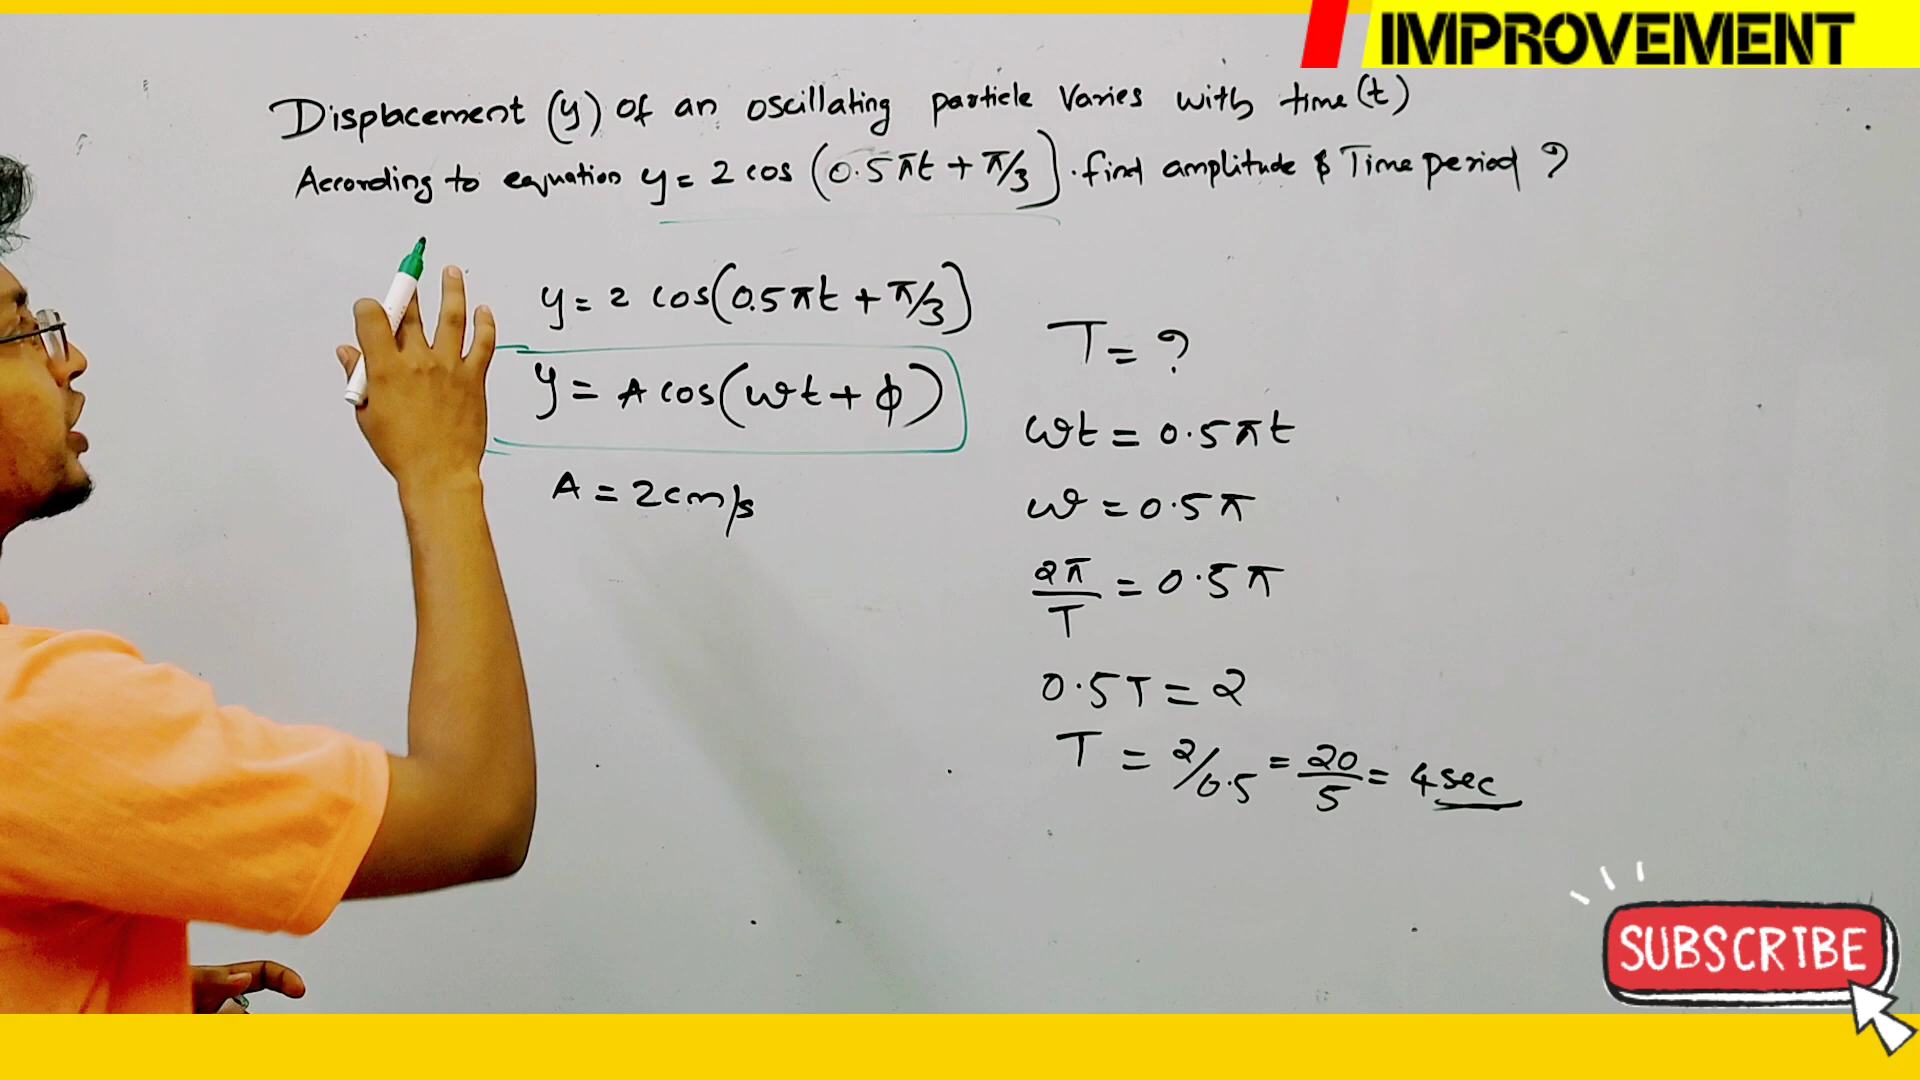 IMPROVEMENT
Displacement (y) of an oscillating particle varies with time (t)
According to equation y = 2 cos (0.5πt + π/3). find amplitude & Time period ?
y = 2 cos(0.5πt + π/3)
y = A cos(ωt + φ)
A = 2cm/s
T = ?
ωt = 0.5πt
ω = 0.5π
2π/T = 0.5π
0.5T = 2
T = 2/0.5 = 20/5 = 4sec
SUBSCRIBE